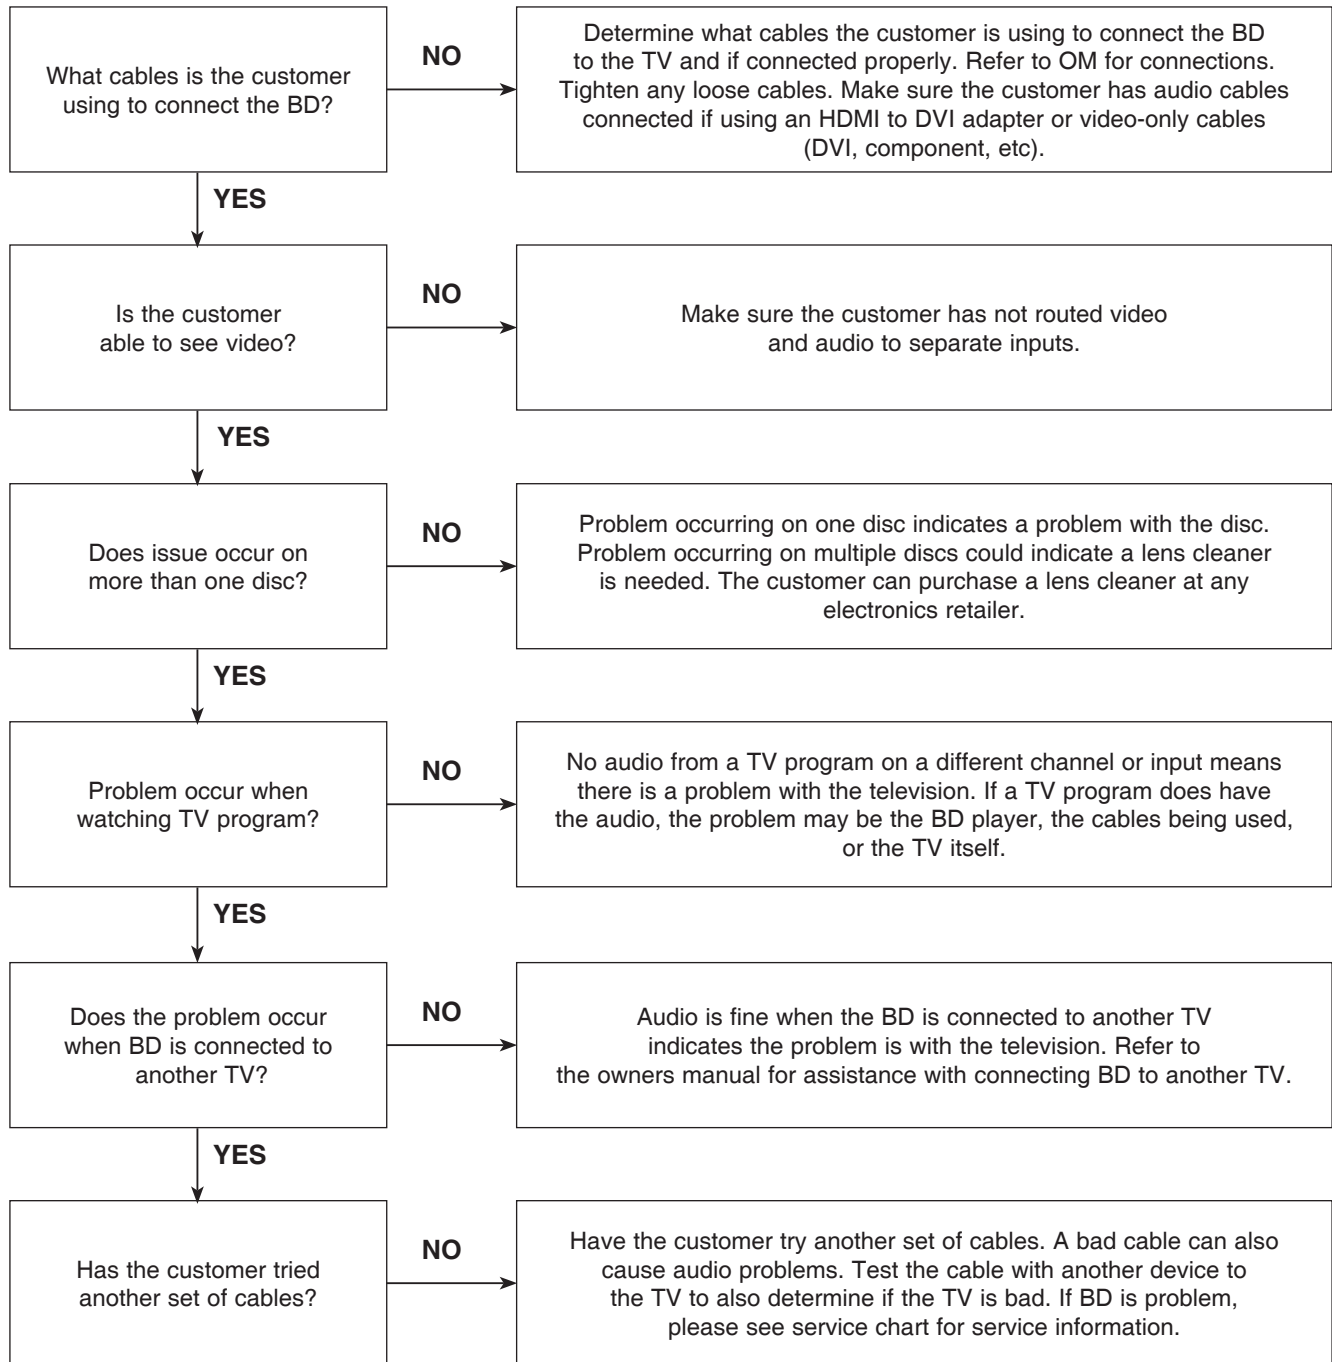 What cables is the customer
using to connect the BD?
NO
Determine what cables the customer is using to connect the BD
to the TV and if connected properly. Refer to OM for connections.
Tighten any loose cables. Make sure the customer has audio cables
connected if using an HDMI to DVI adapter or video-only cables
(DVI, component, etc).
YES
Is the customer
able to see video?
NO
Make sure the customer has not routed video
and audio to separate inputs.
YES
Does issue occur on
more than one disc?
NO
Problem occurring on one disc indicates a problem with the disc.
Problem occurring on multiple discs could indicate a lens cleaner
is needed. The customer can purchase a lens cleaner at any
electronics retailer.
YES
Problem occur when
watching TV program?
NO
No audio from a TV program on a different channel or input means
there is a problem with the television. If a TV program does have
the audio, the problem may be the BD player, the cables being used,
or the TV itself.
YES
Does the problem occur
when BD is connected to
another TV?
NO
Audio is fine when the BD is connected to another TV
indicates the problem is with the television. Refer to
the owners manual for assistance with connecting BD to another TV.
YES
Has the customer tried
another set of cables?
NO
Have the customer try another set of cables. A bad cable can also
cause audio problems. Test the cable with another device to
the TV to also determine if the TV is bad. If BD is problem,
please see service chart for service information.